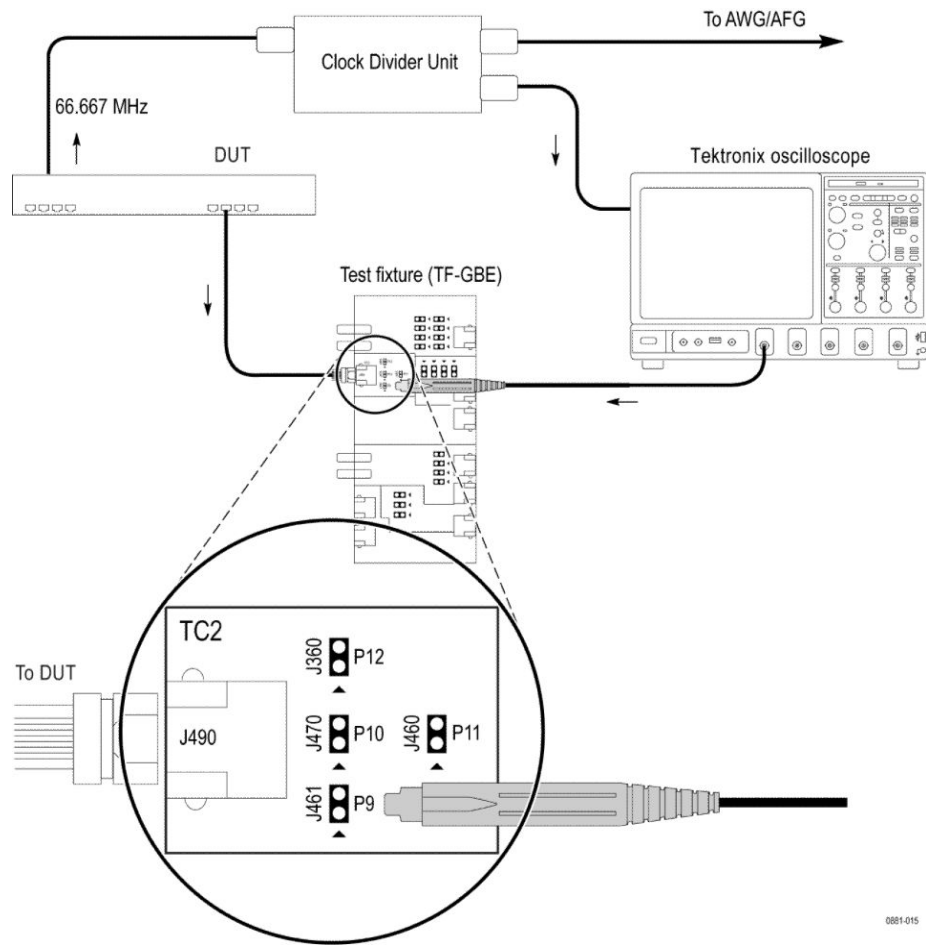 To AWG/AFG
Clock Divider Unit
66.667 MHz
DUT
Tektronix oscilloscope
Test fixture (TF-GBE)
TC2
To DUT
J490
J360
P12
J470
P10
J460
P11
J461
P9
0881-015